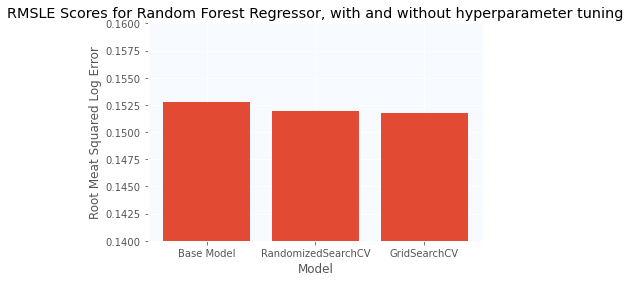 RMSLE Scores for Random Forest Regressor, with and without hyperparameter tuning
0.1600
0.1575
0.1550
0.1525
0.1500
0.1475
0.1450
0.1425
0.1400
Root Meat Squared Log Error
Base Model
RandomizedSearchCV
GridSearchCV
Model